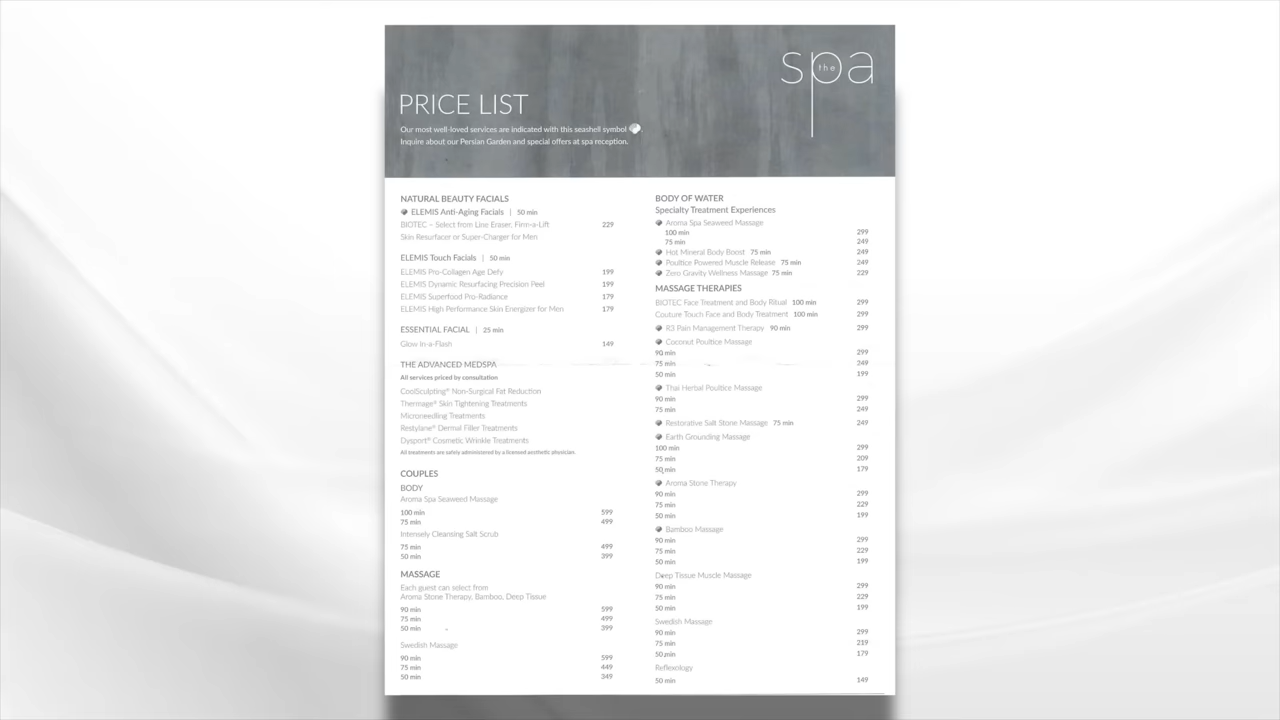 the spa
PRICE LIST
Our most well-loved services are indicated with this seashell symbol
Inquire about our Persian Garden and special offers at spa reception.
NATURAL BEAUTY FACIALS
ELEMIS Anti-Aging Facials | 50 min
BIOTEC – Select from Line Eraser, Firm-a-Lift 229
Skin Resurfacer or Super-Charger for Men
ELEMIS Touch Facials | 50 min
ELEMIS Pro-Collagen Age Defy 199
ELEMIS Dynamic Resurfacing Precision Peel 199
ELEMIS Superfood Pro-Radiance 179
ELEMIS High Performance Skin Energizer for Men 179
ESSENTIAL FACIAL | 25 min
Glow In-a-Flash 149
THE ADVANCED MEDSPA
All services priced by consultation
CoolSculpting® Non-Surgical Fat Reduction
Thermage® Skin Tightening Treatments
Microneedling Treatments
Restylane® Dermal Filler Treatments
Dysport® Cosmetic Wrinkle Treatments
All treatments are safely administered by a licensed aesthetic physician.
COUPLES
BODY
Aroma Spa Seaweed Massage
100 min 599
75 min 499
Intensely Cleansing Salt Scrub
75 min 499
50 min 399
MASSAGE
Each guest can select from
Aroma Stone Therapy, Bamboo, Deep Tissue
90 min 599
75 min 499
50 min 399
Swedish Massage
90 min 599
75 min 449
50 min 349
BODY OF WATER
Specialty Treatment Experiences
Aroma Spa Seaweed Massage
100 min 299
75 min 249
Hot Mineral Body Boost 75 min 249
Poultice Powered Muscle Release 75 min 249
Zero Gravity Wellness Massage 75 min 229
MASSAGE THERAPIES
BIOTEC Face Treatment and Body Ritual 100 min 299
Couture Touch Face and Body Treatment 100 min 299
R3 Pain Management Therapy 90 min 299
Coconut Poultice Massage
90 min 299
75 min 249
50 min 199
Thai Herbal Poultice Massage
90 min 299
75 min 249
Restorative Salt Stone Massage 75 min 249
Earth Grounding Massage
100 min 299
75 min 209
50 min 179
Aroma Stone Therapy
90 min 299
75 min 229
50 min 199
Bamboo Massage
90 min 299
75 min 229
50 min 199
Deep Tissue Muscle Massage
90 min 299
75 min 229
50 min 199
Swedish Massage
90 min 299
75 min 219
50 min 179
Reflexology
50 min 149